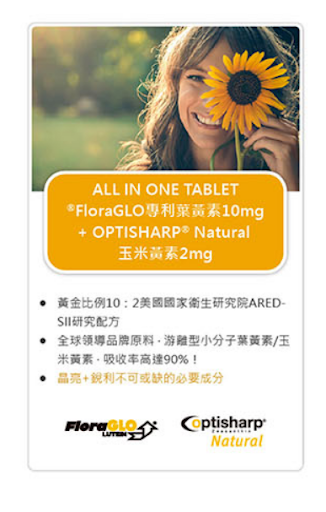 ALL IN ONE TABLET
®FloraGLO專利葉黃素10mg
+ OPTISHARP® Natural
玉米黃素2mg
● 黃金比例10：2美國國家衛生研究院ARED-
SII研究配方
● 全球領導品牌原料，游離型小分子葉黃素/玉
米黃素，吸收率高達90%！
● 晶亮+銳利不可或缺的必要成分
FloraGLO
LUTEIN
Optisharp®
Zeaxanthin
Natural